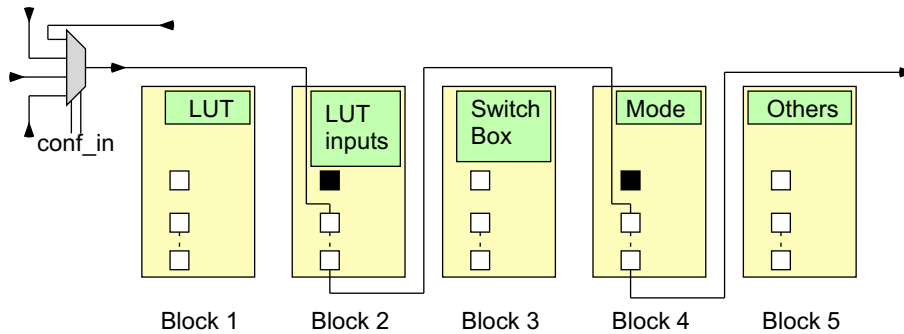 LUT
LUT
inputs
Switch
Box
Mode
Others
conf_in
Block 1
Block 2
Block 3
Block 4
Block 5